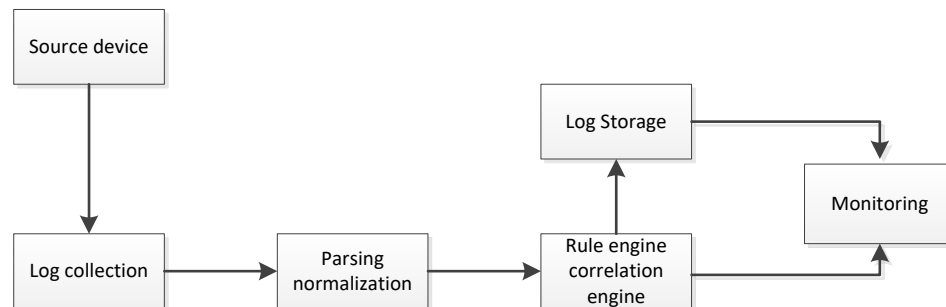 Source device
Log Storage
Monitoring
Log collection
Parsing
normalization
Rule engine
correlation
engine